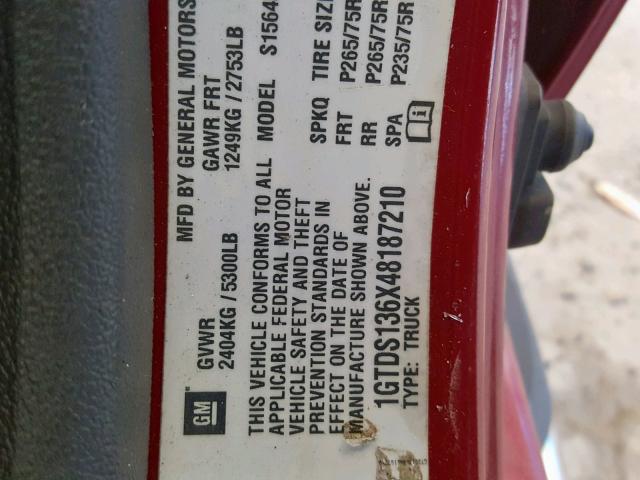 MFD BY GENERAL MOTORS
GVWR GAWR FRT
2404KG / 5300LB 1249KG / 2753LB
GM
THIS VEHICLE CONFORMS TO ALL
APPLICABLE FEDERAL MOTOR
VEHICLE SAFETY AND THEFT
PREVENTION STANDARDS IN
EFFECT ON THE DATE OF
MANUFACTURE SHOWN ABOVE.
1GTDS136X48187210
TYPE: TRUCK
MODEL S1564
SPKQ TIRE SIZE
FRT P265/75R
RR P265/75R
SPA P235/75R